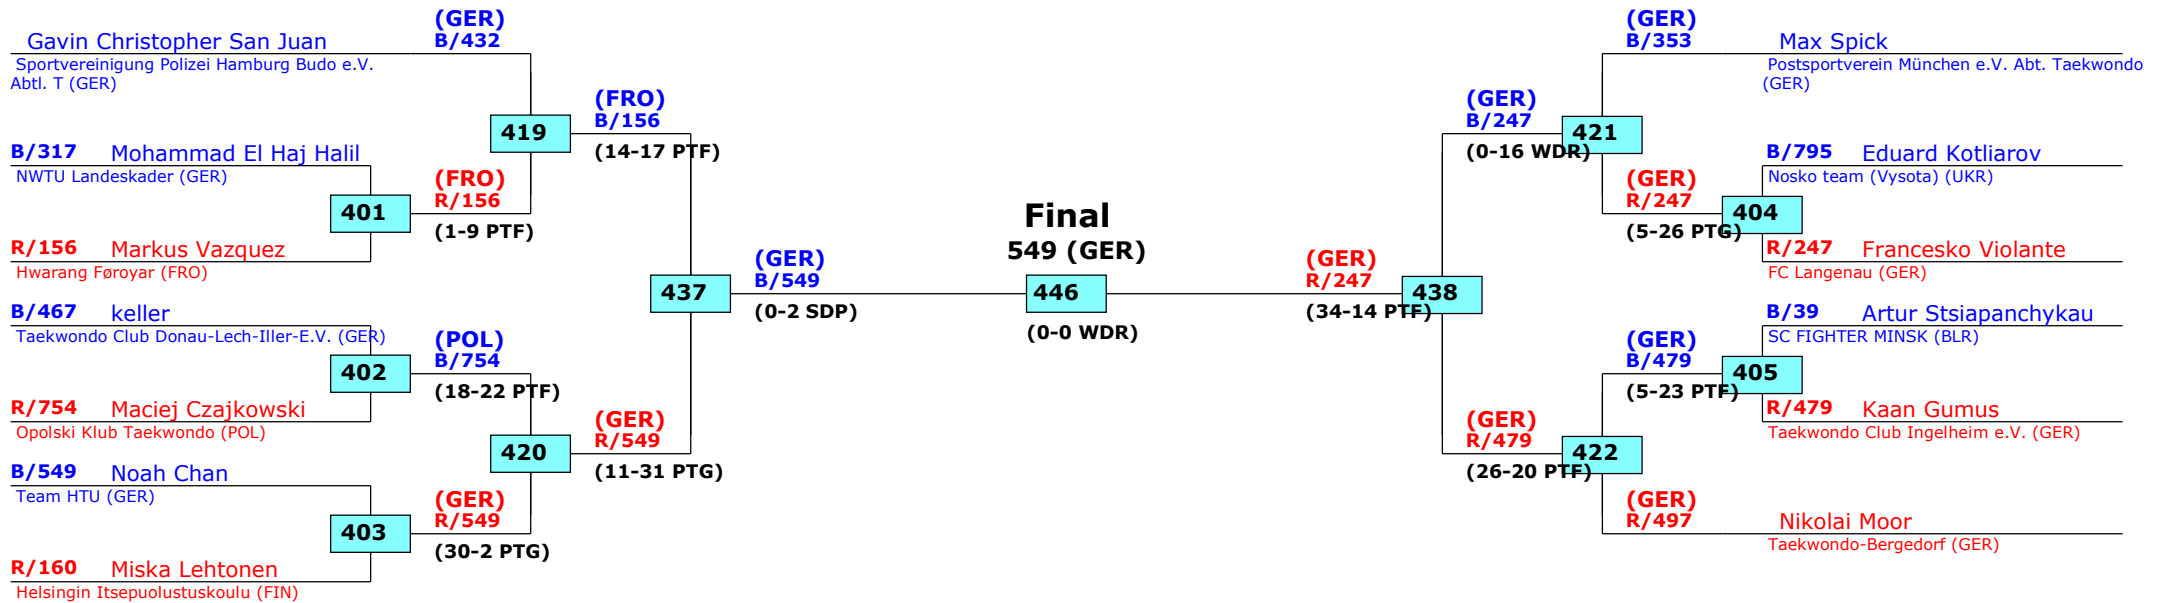 (GER)
B/432
Gavin Christopher San Juan
Sportvereinigung Polizei Hamburg Budo e.V.
Abtl. T (GER)
419
(FRO)
B/156
(14-17 PTF)
B/317 Mohammad El Haj Halil
NWTU Landeskader (GER)
401
(FRO)
R/156
(1-9 PTF)
R/156 Markus Vazquez
Hwarang Føroyar (FRO)
437
(GER)
B/549
(0-2 SDP)
B/467 keller
Taekwondo Club Donau-Lech-Iller-E.V. (GER)
402
(POL)
B/754
(18-22 PTF)
R/754 Maciej Czajkowski
Opolski Klub Taekwondo (POL)
420
(GER)
R/549
(11-31 PTG)
B/549 Noah Chan
Team HTU (GER)
403
(GER)
R/549
(30-2 PTG)
R/160 Miska Lehtonen
Helsingin Itsepuolustuskoulu (FIN)
Final
549 (GER)
446
(0-0 WDR)
(GER)
R/247
(34-14 PTF)
438
(GER)
B/353
Max Spick
Postsportverein München e.V. Abt. Taekwondo
(GER)
(GER)
B/247
(0-16 WDR)
421
B/795 Eduard Kotliarov
Nosko team (Vysota) (UKR)
(GER)
R/247
(5-26 PTG)
404
R/247 Francesko Violante
FC Langenau (GER)
B/39 Artur Stsiapanchykau
SC FIGHTER MINSK (BLR)
(GER)
B/479
(5-23 PTF)
405
R/479 Kaan Gumus
Taekwondo Club Ingelheim e.V. (GER)
(GER)
R/479
(26-20 PTF)
422
(GER)
R/497
Nikolai Moor
Taekwondo-Bergedorf (GER)